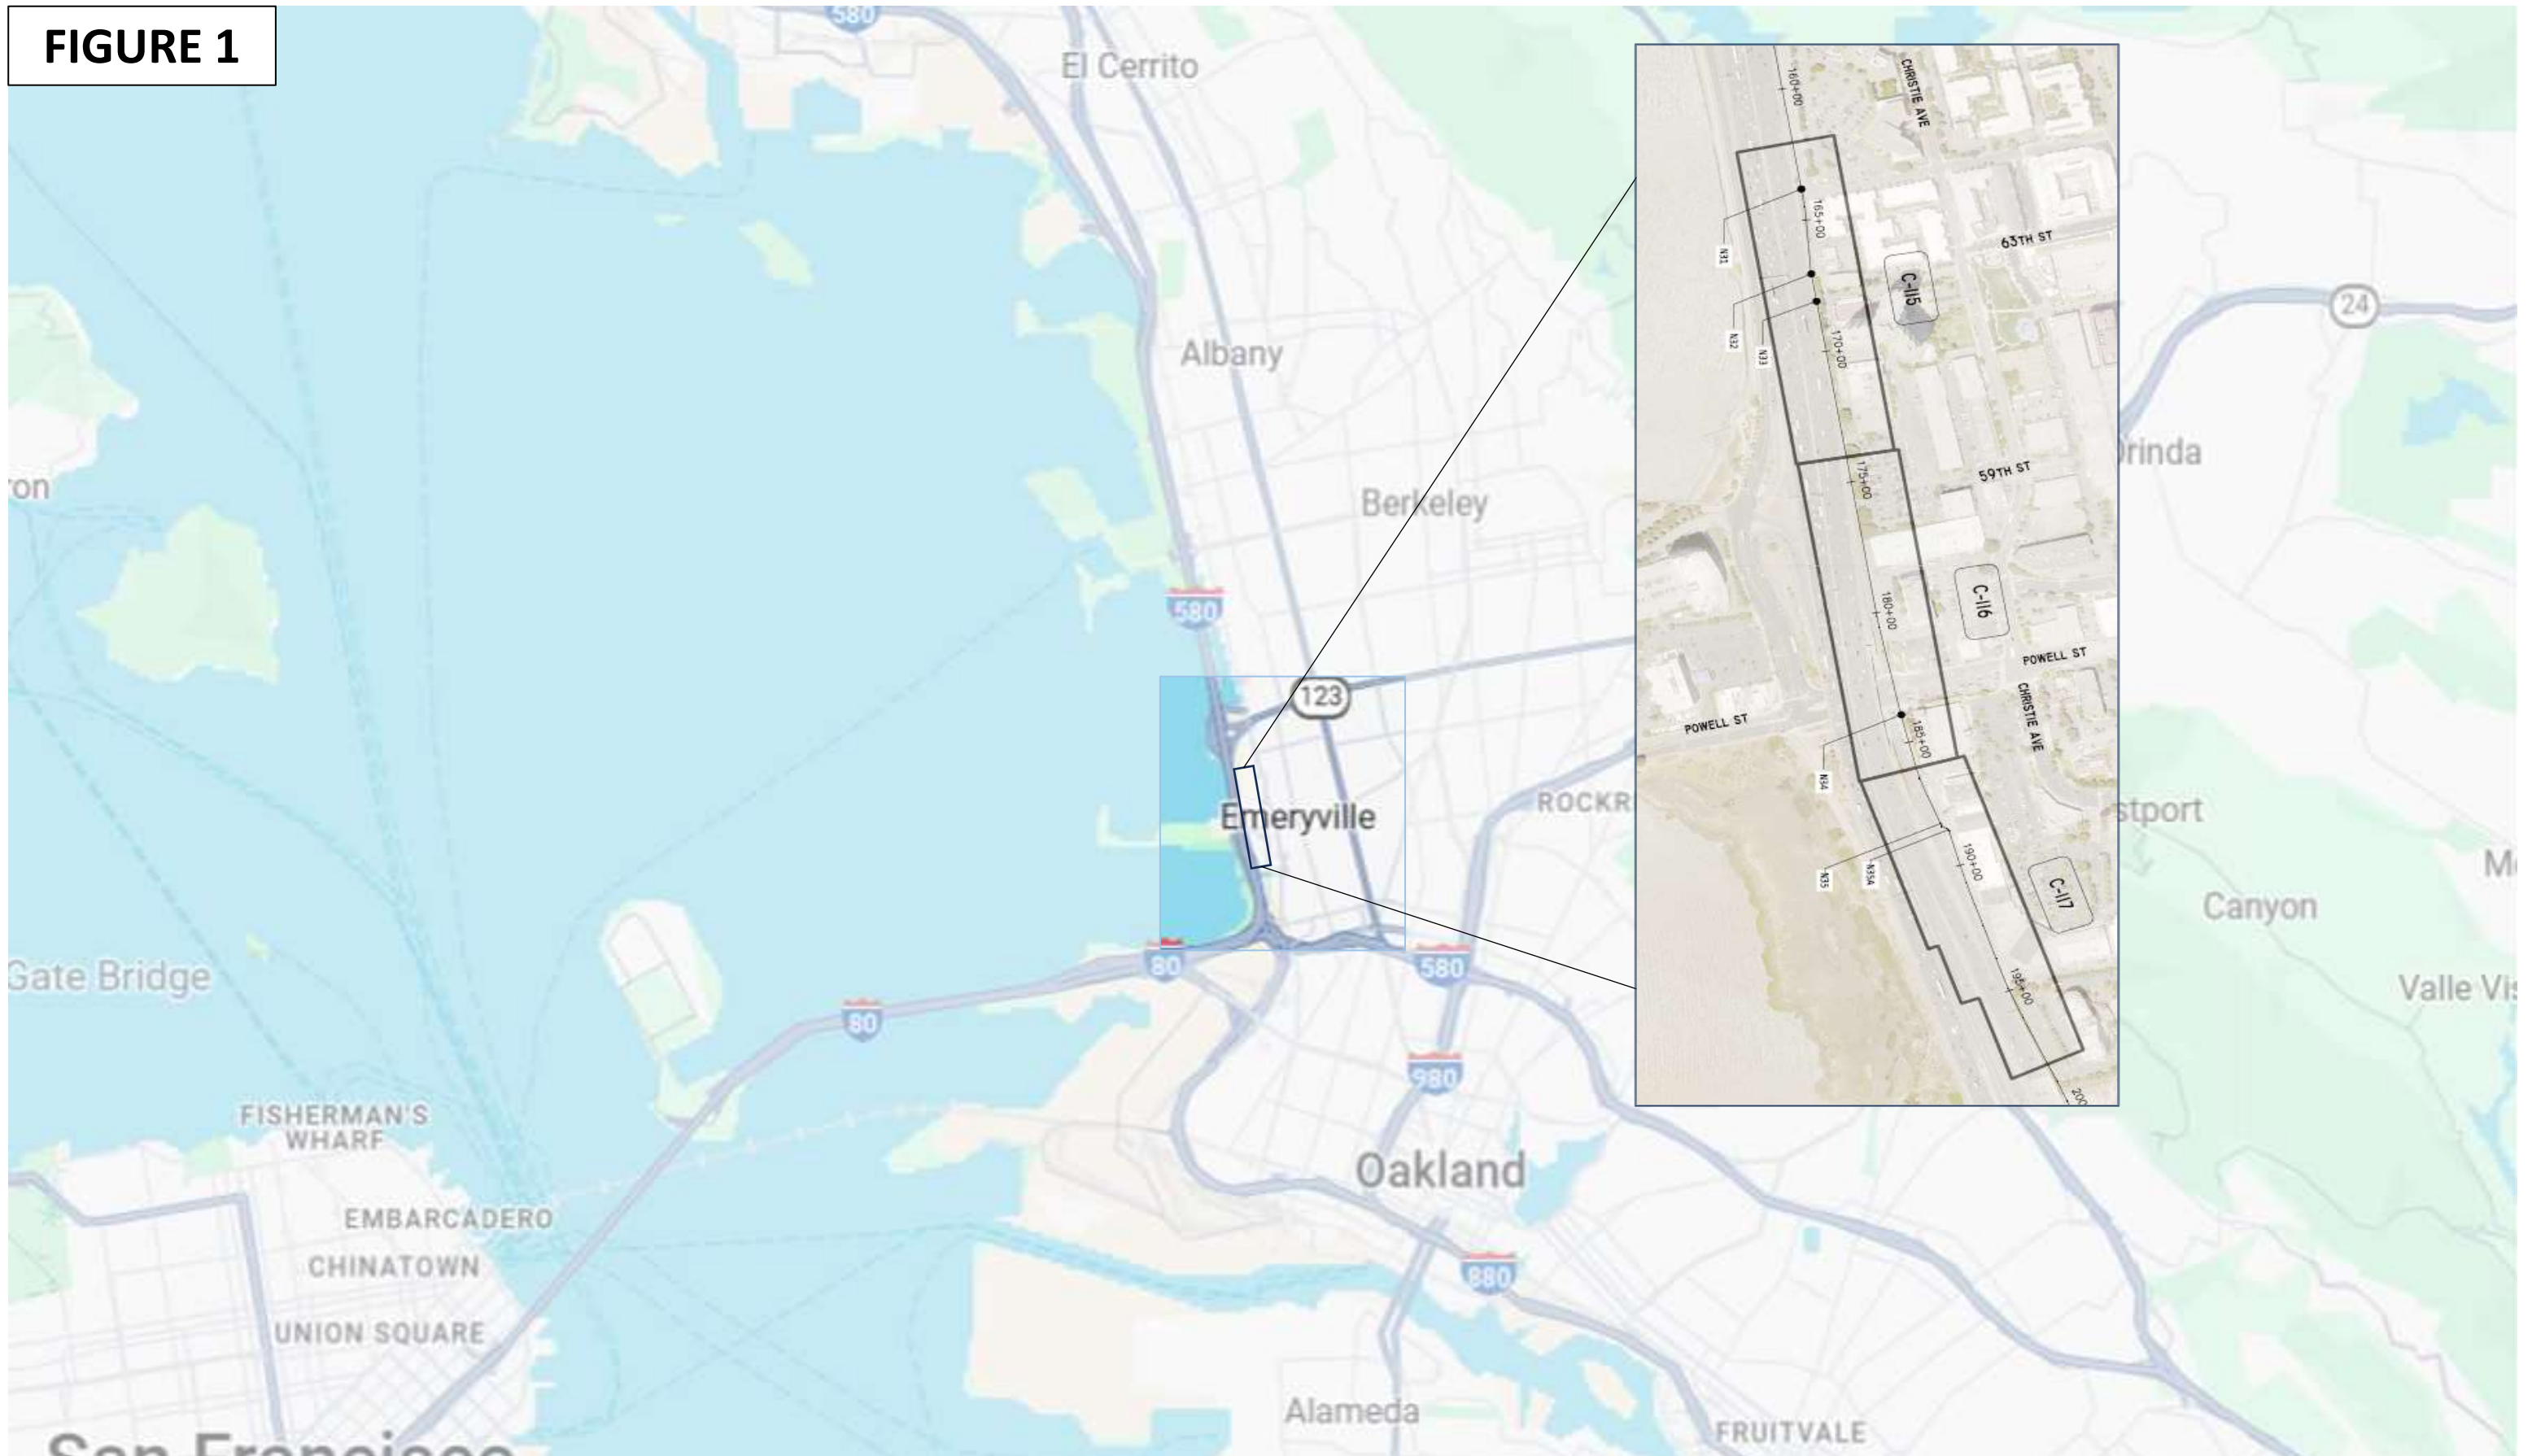 FIGURE 1
580
El Cerrito
Albany
Berkeley
580
123
Emeryville
ROCKR
80
580
80
980
Gate Bridge
FISHERMAN'S
WHARF
EMBARCADERO
CHINATOWN
UNION SQUARE
Oakland
880
Alameda
FRUITVALE
24
rinda
stport
Canyon
Valle Vis
ron
160+00
CHRISTIE AVE
165+00
N31
63TH ST
C-115
N32
N33
170+00
175+00
59TH ST
180+00
C-116
POWELL ST
POWELL ST
CHRISTIE AVE
185+00
N34
190+00
N35
N35A
C-117
195+00
200